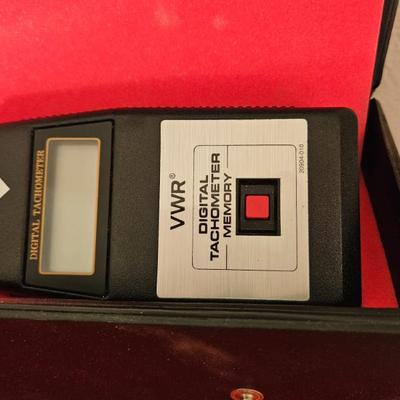 DIGITAL TACHOMETER
VWR®
DIGITAL
TACHOMETER
MEMORY
20904-010